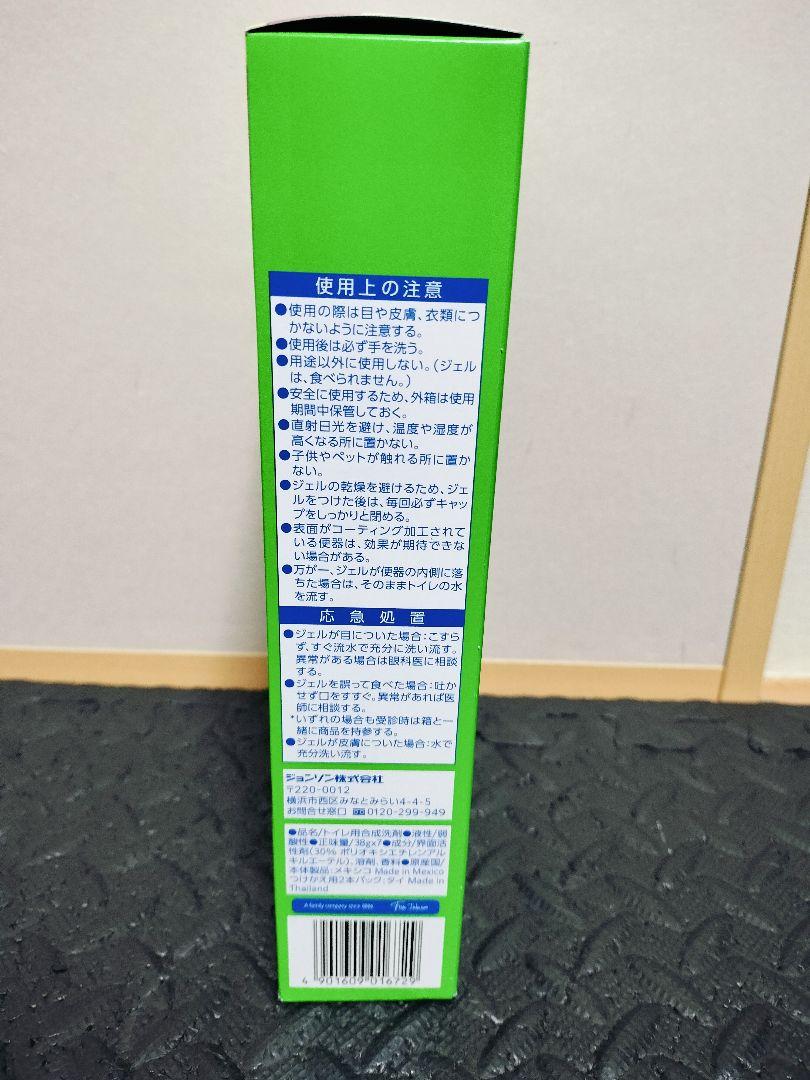 使用上の注意
●使用の際は目や皮膚、衣類につ
かないように注意する。
●使用後は必ず手を洗う。
●用途以外に使用しない。(ジェル
は、食べられません。)
●安全に使用するため、外箱は使用
期間中保管しておく。
●直射日光を避け、温度や湿度が
高くなる所に置かない。
●子供やペットが触れる所に置か
ない。
●ジェルの乾燥を避けるため、ジェ
ルをつけた後は、毎回必ずキャッ
プをしっかりと閉める。
●表面がコーティング加工されて
いる便器は、効果が期待できな
い場合がある。
●万が一、ジェルが便器の内側に落
ちた場合は、そのままトイレの水
を流す。
応急処置
●ジェルが目についた場合:こすら
ず、すぐ流水で充分に洗い流す。
異常がある場合は眼科医に相談
する。
●ジェルを誤って食べた場合:吐か
せず口をすすぐ。異常があれば医
師に相談する。
*いずれの場合も受診時は箱と一
緒に商品を持参する。
●ジェルが皮膚についた場合:水で
充分洗い流す。
ジョンソン株式会社
〒220-0012
横浜市西区みなとみらい4-4-5
お問合せ窓口 0120-299-949
●品名/トイレ用合成洗剤●液性/弱
酸性●正味量/38g×7●成分/界面活
性剤(30% ポリオキシエチレンアル
キルエーテル)、溶剤、香料●原産国/
本体製品:メキシコ Made in Mexico
つけかえ用2本パック:タイ Made in
Thailand
A family company since 1886
4 901609 016729